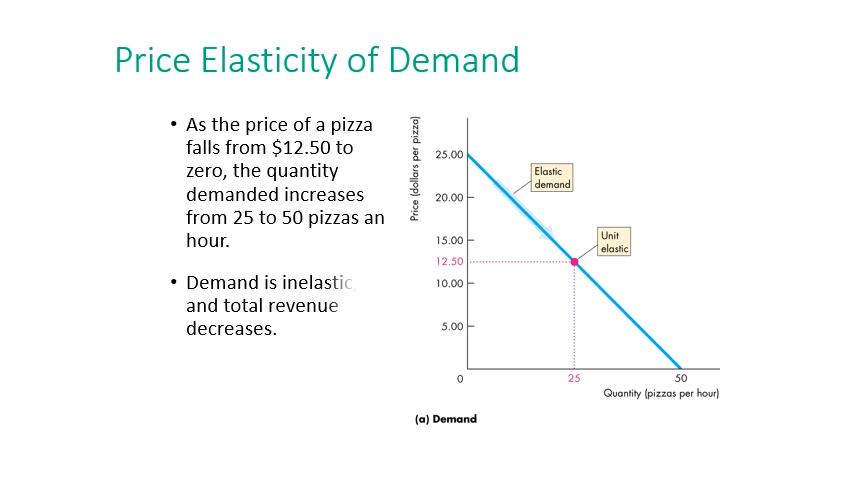 Price Elasticity of Demand
• As the price of a pizza
falls from $12.50 to
zero, the quantity
demanded increases
from 25 to 50 pizzas an
hour.
• Demand is inelastic,
and total revenue
decreases.
Price (dollars per pizza)
25.00
20.00
15.00
12.50
10.00
5.00
0
25
50
Elastic
demand
Unit
elastic
Quantity (pizzas per hour)
(a) Demand